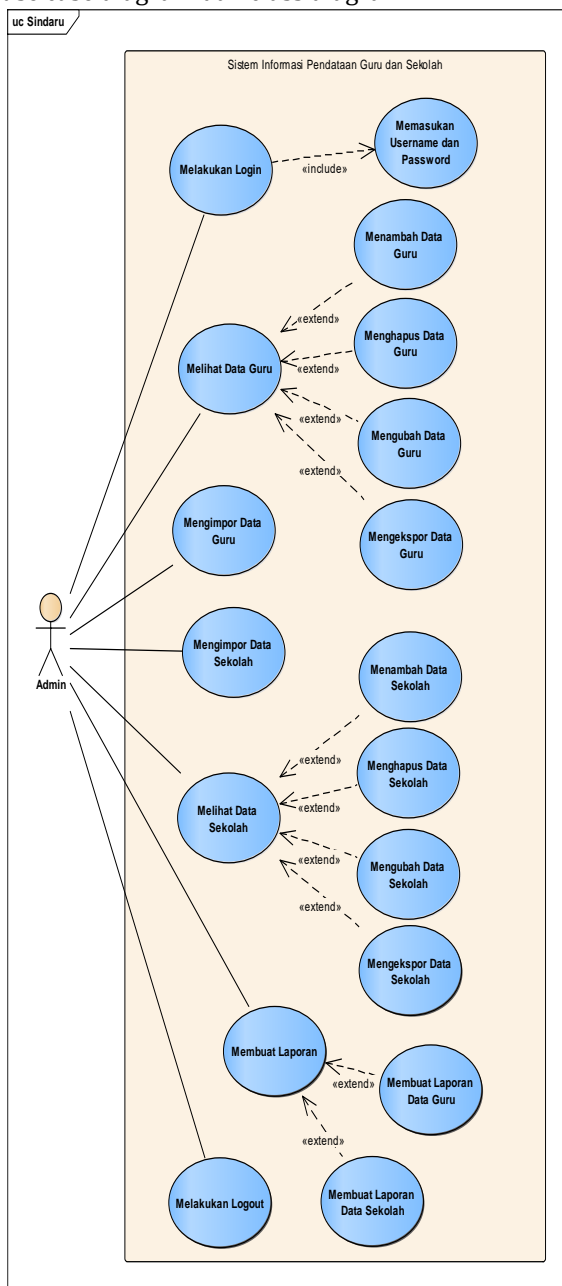 uc Sindaru
Sistem Informasi Pendataan Guru dan Sekolah
Memasukan
Username dan
Password
Melakukan Login
«include»
Menambah Data
Guru
«extend»
Menghapus Data
Guru
Melihat Data Guru
«extend»
«extend»
Mengubah Data
Guru
«extend»
Mengimpor Data
Guru
Mengekspor Data
Guru
Mengimpor Data
Sekolah
Admin
Menambah Data
Sekolah
«extend»
Menghapus Data
Sekolah
Melihat Data
Sekolah
«extend»
«extend»
Mengubah Data
Sekolah
«extend»
Mengekspor Data
Sekolah
Membuat Laporan
«extend»
Membuat Laporan
Data Guru
«extend»
Melakukan Logout
Membuat Laporan
Data Sekolah